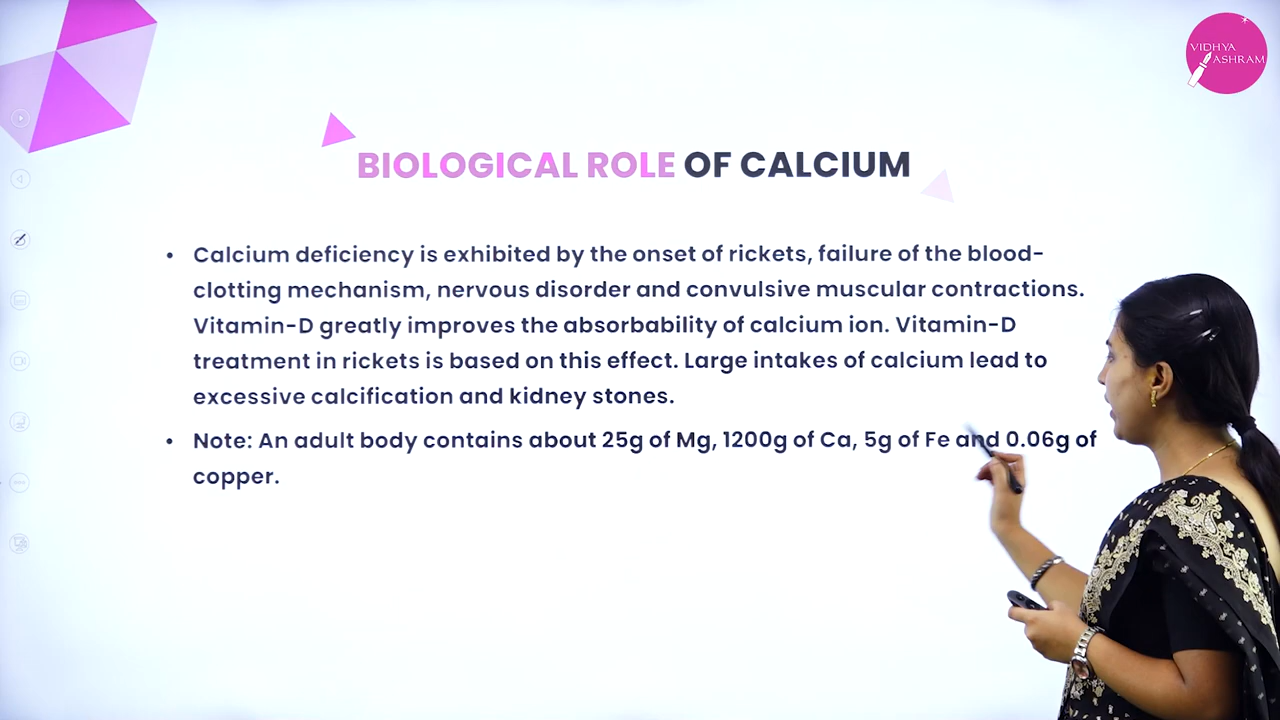 VIDHYA
ASHRAM
BIOLOGICAL ROLE OF CALCIUM
• Calcium deficiency is exhibited by the onset of rickets, failure of the blood-
clotting mechanism, nervous disorder and convulsive muscular contractions.
Vitamin-D greatly improves the absorbability of calcium ion. Vitamin-D
treatment in rickets is based on this effect. Large intakes of calcium lead to
excessive calcification and kidney stones.
• Note: An adult body contains about 25g of Mg, 1200g of Ca, 5g of Fe and 0.06g of
copper.